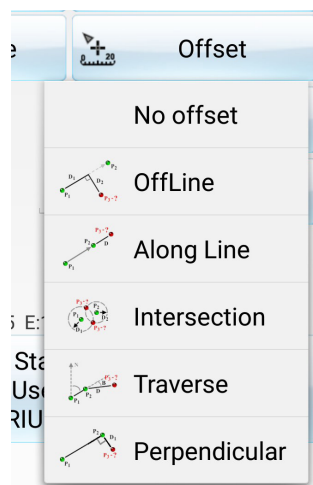 Offset
No offset
OffLine
Along Line
Intersection
Traverse
Perpendicular